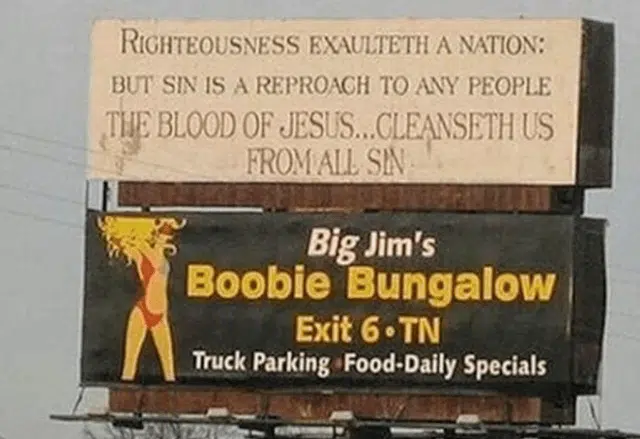 RIGHTEOUSNESS EXAULTETH A NATION:
BUT SIN IS A REPROACH TO ANY PEOPLE
THE BLOOD OF JESUS...CLEANSETH US
FROM ALL SIN
Big Jim's
Boobie Bungalow
Exit 6•TN
Truck Parking•Food-Daily Specials